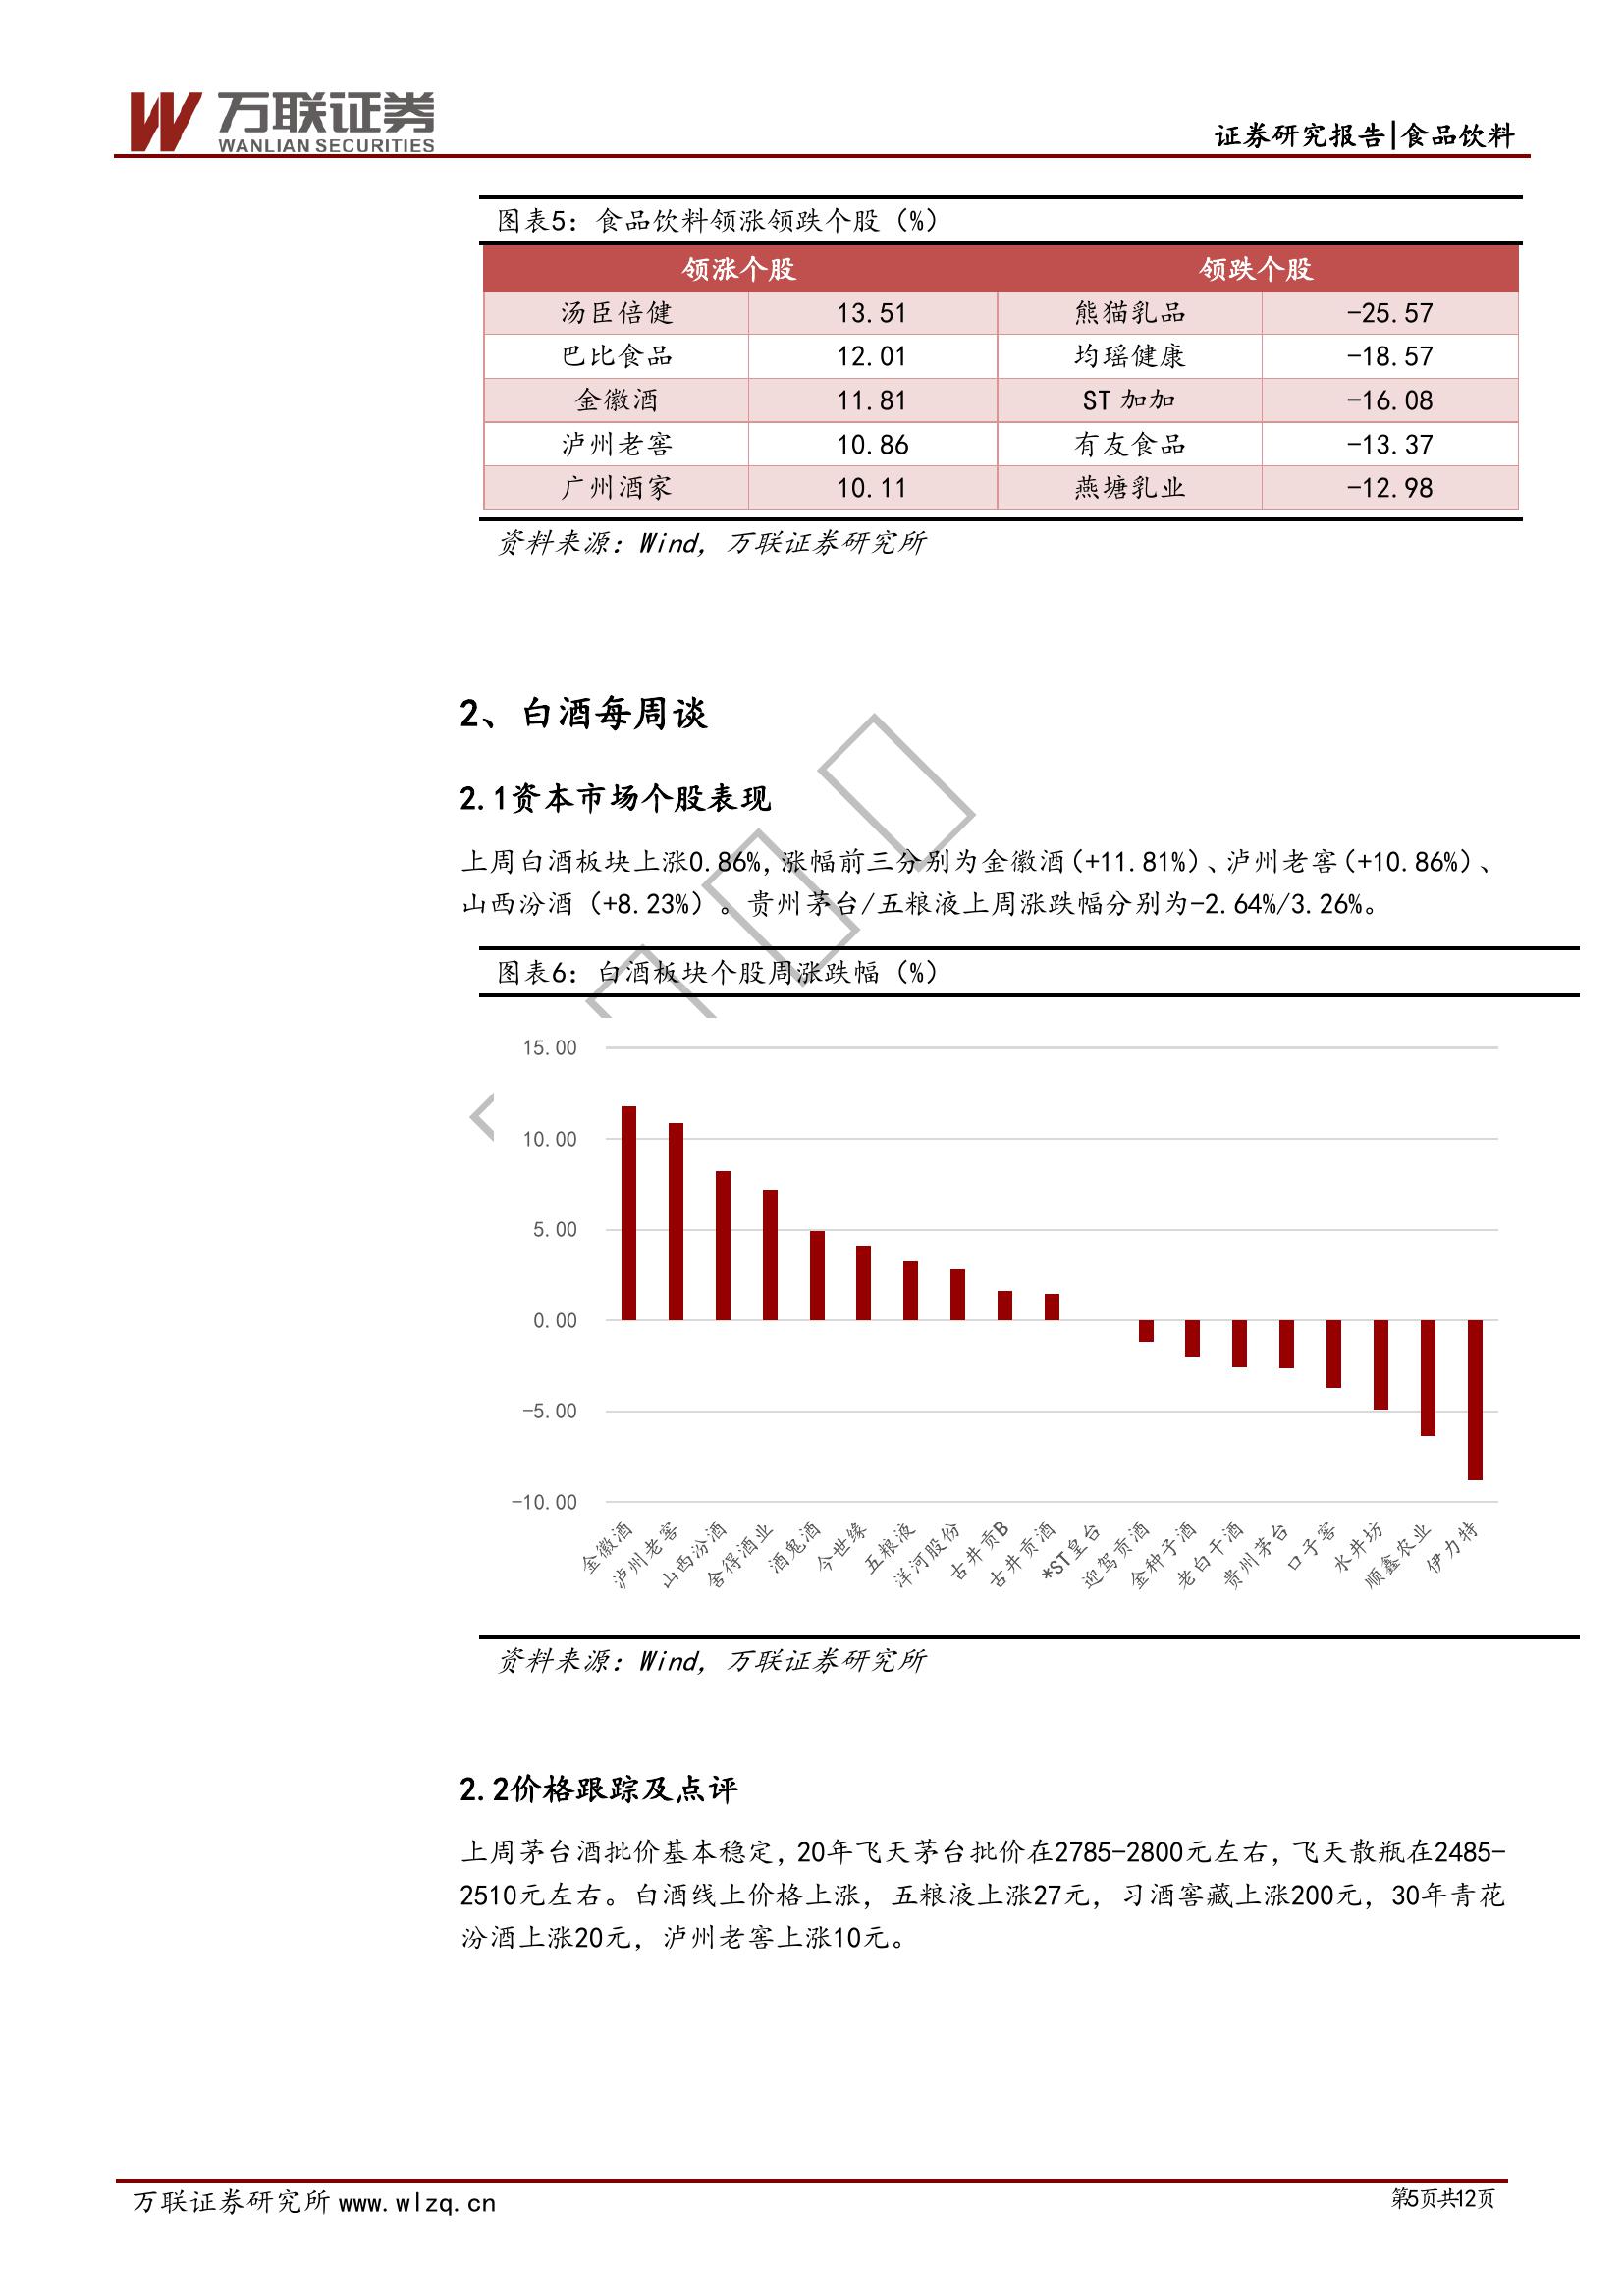 万联证券
WANLIAN SECURITIES
证券研究报告|食品饮料
图表5：食品饮料领涨领跌个股（%）
领涨个股 领跌个股
汤臣倍健 13.51 熊猫乳品 -25.57
巴比食品 12.01 均瑶健康 -18.57
金徽酒 11.81 ST 加加 -16.08
泸州老窖 10.86 有友食品 -13.37
广州酒家 10.11 燕塘乳业 -12.98
资料来源：Wind，万联证券研究所
2、白酒每周谈
2.1资本市场个股表现
上周白酒板块上涨0.86%，涨幅前三分别为金徽酒（+11.81%）、泸州老窖（+10.86%）、
山西汾酒（+8.23%）。贵州茅台/五粮液上周涨跌幅分别为-2.64%/3.26%。
图表6：白酒板块个股周涨跌幅（%）
15.00
10.00
5.00
0.00
-5.00
-10.00
金徽酒 泸州老窖 山西汾酒 舍得酒业 酒鬼酒 今世缘 五粮液 洋河股份 古井贡B 古井贡酒 *ST皇台 迎驾贡酒 金种子酒 老白干酒 贵州茅台 口子窖 水井坊 顺鑫农业 伊力特
资料来源：Wind，万联证券研究所
2.2价格跟踪及点评
上周茅台酒批价基本稳定，20年飞天茅台批价在2785-2800元左右，飞天散瓶在2485-
2510元左右。白酒线上价格上涨，五粮液上涨27元，习酒窖藏上涨200元，30年青花
汾酒上涨20元，泸州老窖上涨10元。
万联证券研究所 www.wlzq.cn
第5页共12页